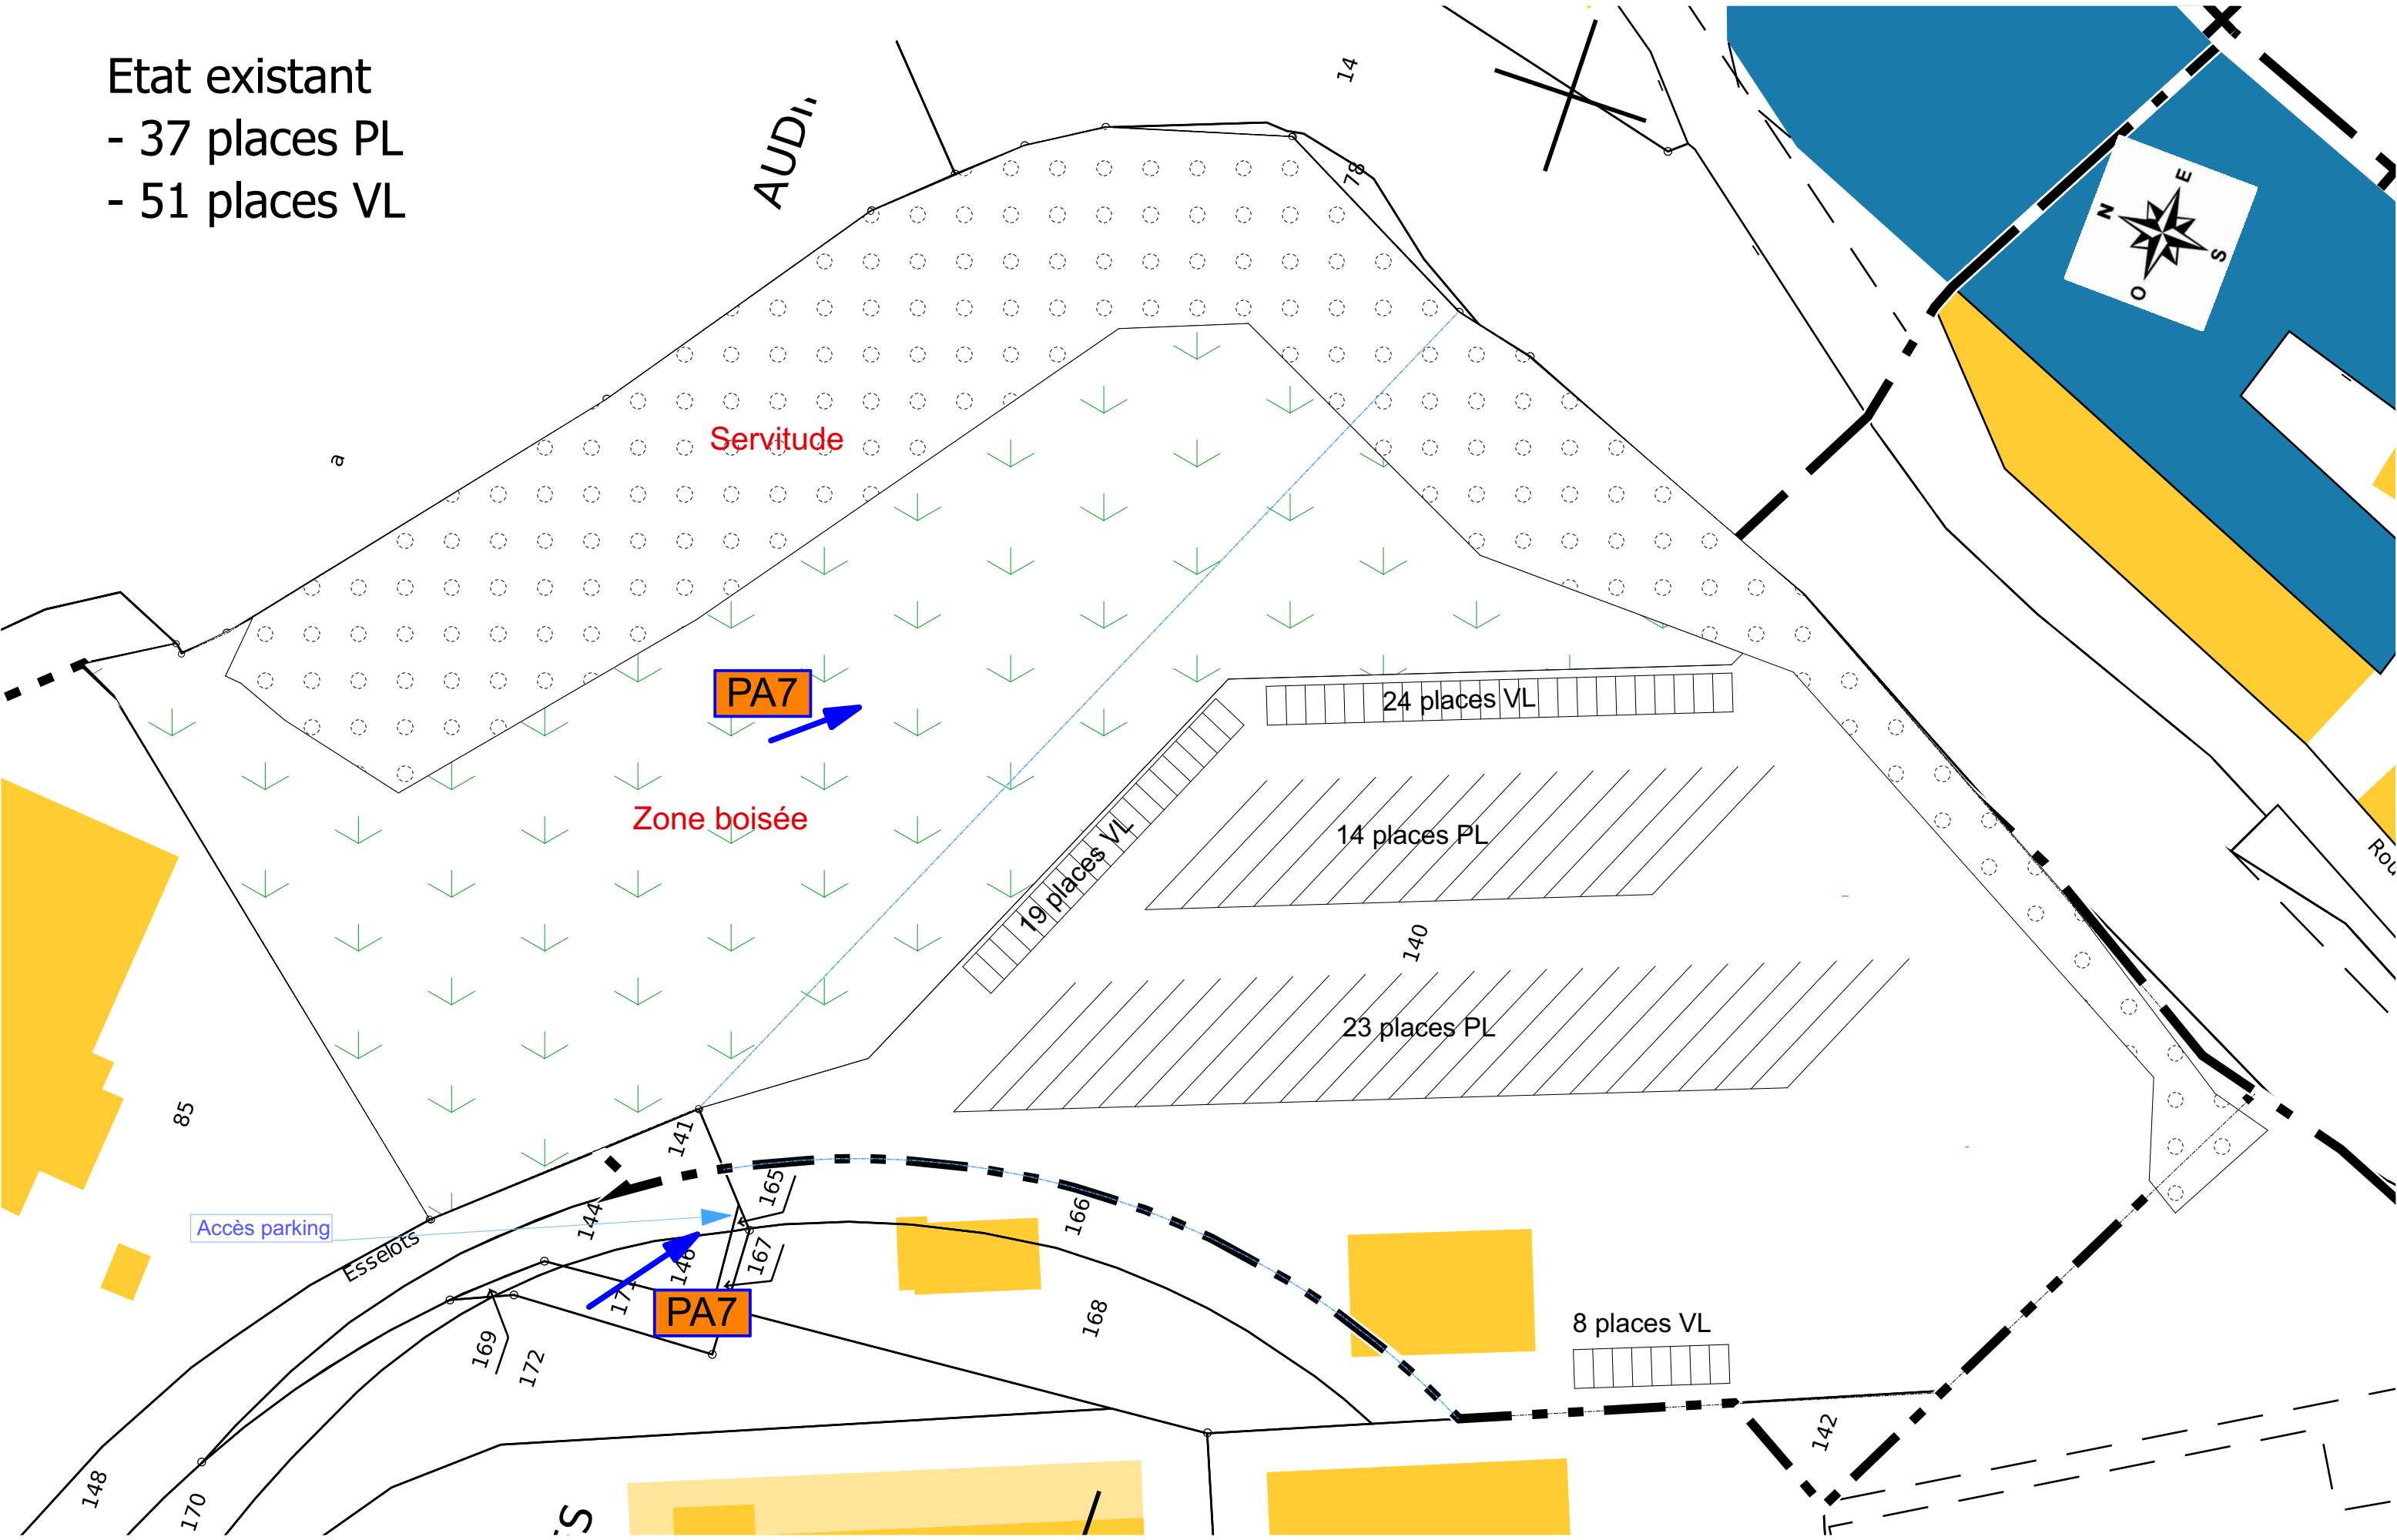 Etat existant
- 37 places PL
- 51 places VL
14
78
E
N
S
O
Servitude
a
PA7
24 places VL
Zone boisée
14 places PL
19 places VL
140
23 places PL
85
141
165
144
166
Accès parking
Esselots
146
167
171
PA7
168
169
172
8 places VL
142
148
170